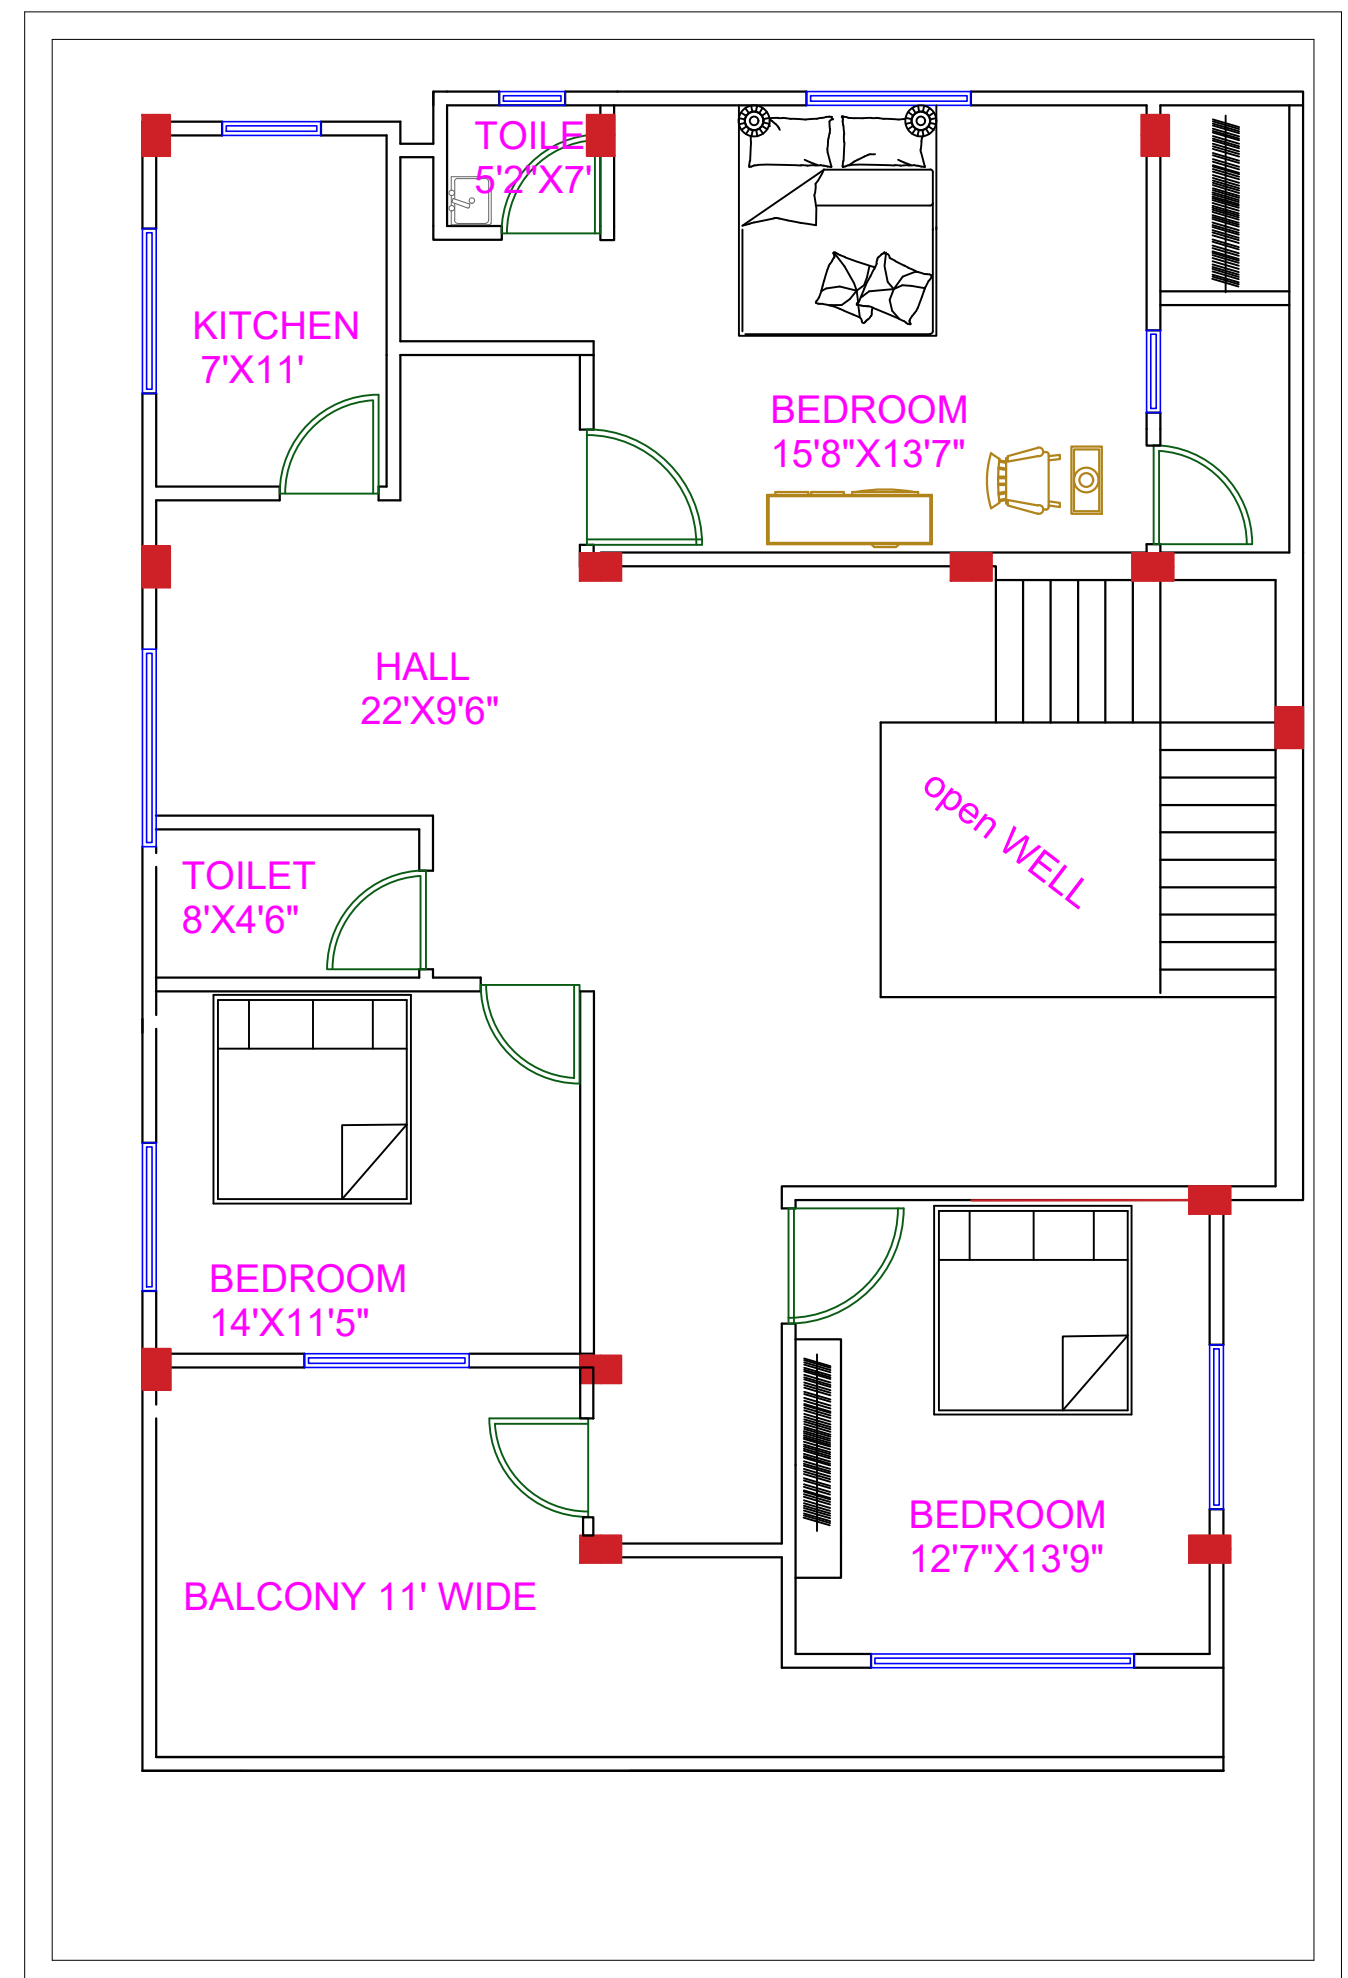 TOILE
5'2"X7'
KITCHEN
7'X11'
BEDROOM
15'8"X13'7"
HALL
22'X9'6"
open WELL
TOILET
8'X4'6"
BEDROOM
14'X11'5"
BEDROOM
12'7"X13'9"
BALCONY 11' WIDE